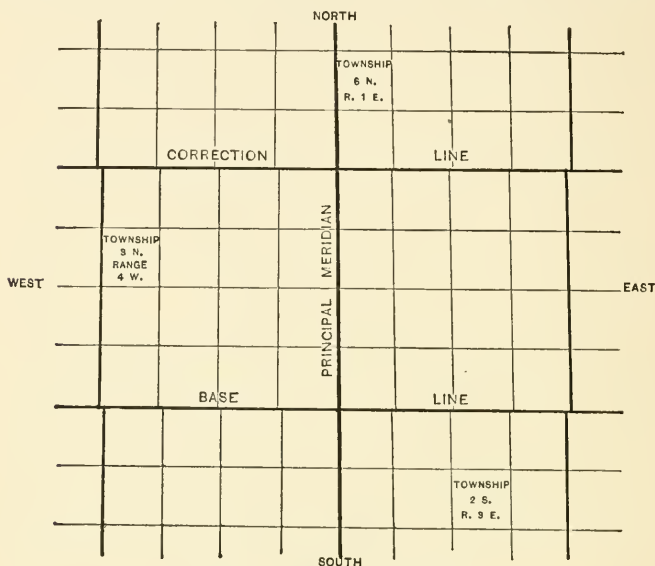 NORTH
TOWNSHIP
6 N.
R. 1 E.
CORRECTION LINE
TOWNSHIP
3 N.
RANGE
4 W.
PRINCIPAL MERIDIAN
WEST
EAST
BASE LINE
TOWNSHIP
2 S.
R. 3 E.
SOUTH